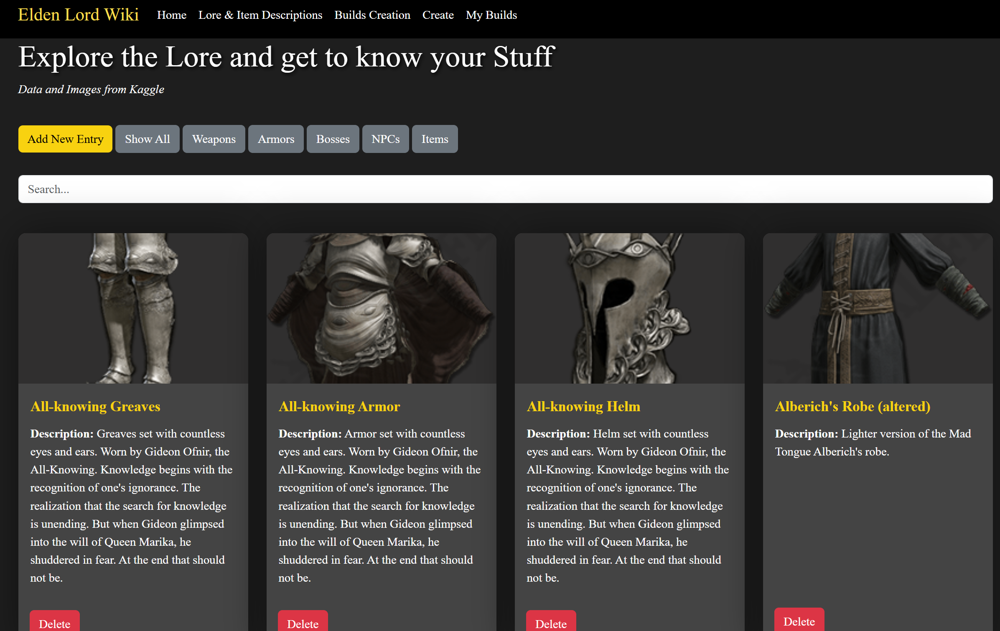 Elden Lord Wiki Home Lore & Item Descriptions Builds Creation Create My Builds
Explore the Lore and get to know your Stuff
Data and Images from Kaggle
Add New Entry Show All Weapons Armors Bosses NPCs Items
Search...
All-knowing Greaves
Description: Greaves set with countless
eyes and ears. Worn by Gideon Ofnir, the
All-Knowing. Knowledge begins with the
recognition of one's ignorance. The
realization that the search for knowledge
is unending. But when Gideon glimpsed
into the will of Queen Marika, he
shuddered in fear. At the end that should
not be.
Delete
All-knowing Armor
Description: Armor set with countless
eyes and ears. Worn by Gideon Ofnir, the
All-Knowing. Knowledge begins with the
recognition of one's ignorance. The
realization that the search for knowledge
is unending. But when Gideon glimpsed
into the will of Queen Marika, he
shuddered in fear. At the end that should
not be.
Delete
All-knowing Helm
Description: Helm set with countless
eyes and ears. Worn by Gideon Ofnir, the
All-Knowing. Knowledge begins with the
recognition of one's ignorance. The
realization that the search for knowledge
is unending. But when Gideon glimpsed
into the will of Queen Marika, he
shuddered in fear. At the end that should
not be.
Delete
Alberich's Robe (altered)
Description: Lighter version of the Mad
Tongue Alberich's robe.
Delete